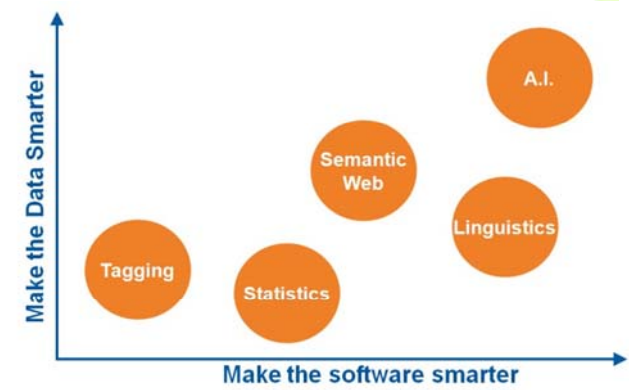 Make the Data Smarter
A.I.
Semantic
Web
Linguistics
Tagging
Statistics
Make the software smarter